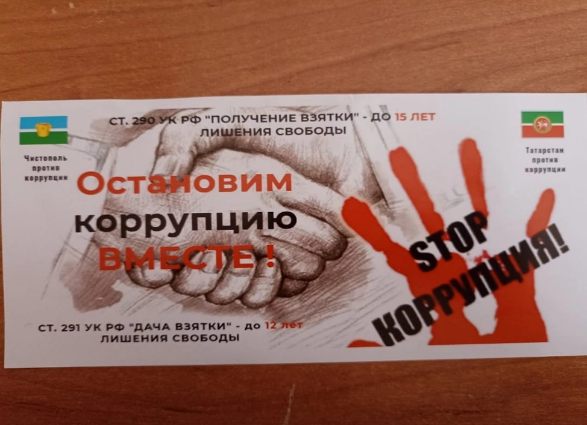 СТ. 290 УК РФ "ПОЛУЧЕНИЕ ВЗЯТКИ" - ДО 15 ЛЕТ
ЛИШЕНИЯ СВОБОДЫ
Чистополь
против
коррупции
Татарстан
против
коррупции
Остановим
коррупцию
ВМЕСТЕ !
STOP
КОРРУПЦИЯ!
СТ. 291 УК РФ "ДАЧА ВЗЯТКИ" - до 12 лет
ЛИШЕНИЯ СВОБОДЫ